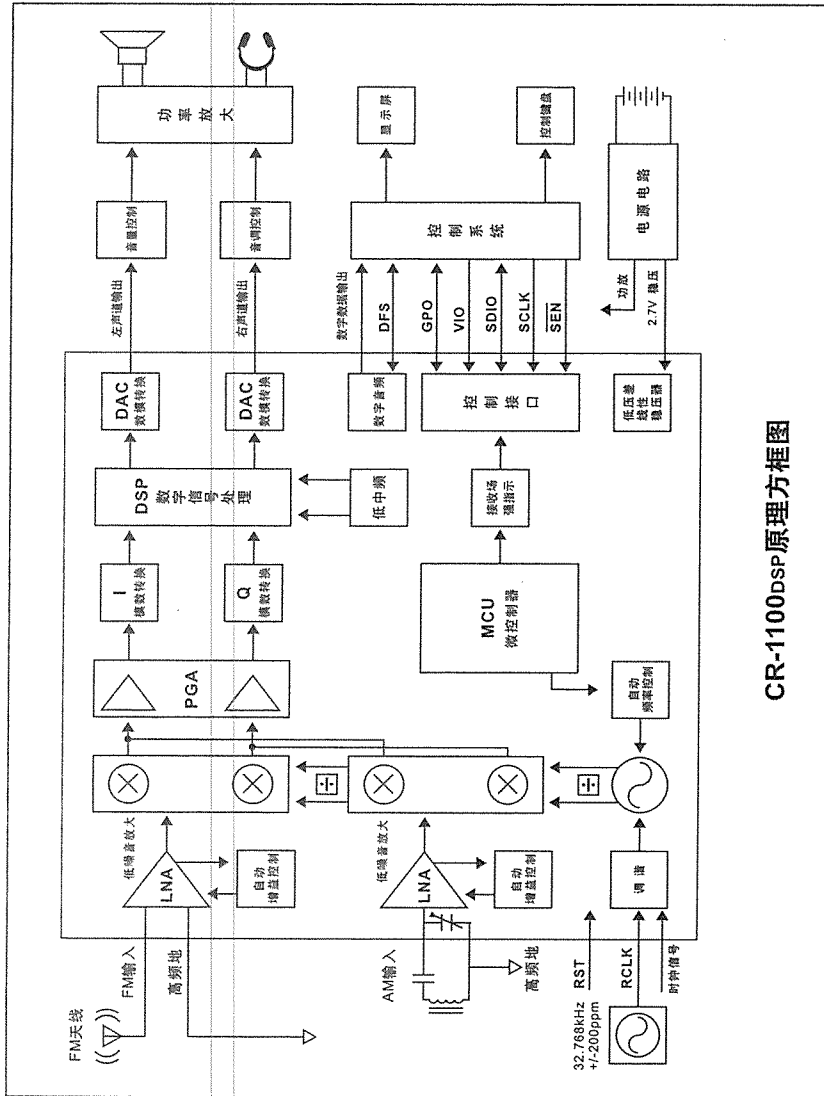 FM天线
FM输入
高频地
低噪音放大
LNA
自动
增益控制
PGA
I
模数转换
Q
模数转换
DSP
数字信号处理
DAC
数模转换
DAC
数模转换
左声道输出
右声道输出
音量控制
音调控制
功率放大
AM输入
高频地
低噪音放大
LNA
自动
增益控制
÷
÷
低中频
MCU
微控制器
接收场
强指示
数字音频
控制接口
数字数据输出
DFS
GPO
VIO
SDIO
SCLK
SEN
控制系统
显示屏
控制键盘
32.768kHz
+/-200ppm
RST
RCLK
时钟信号
调谐
自动
频率控制
低压差
线性
稳压器
功放
2.7V 稳压
电源电路
CR-1100DSP原理方框图